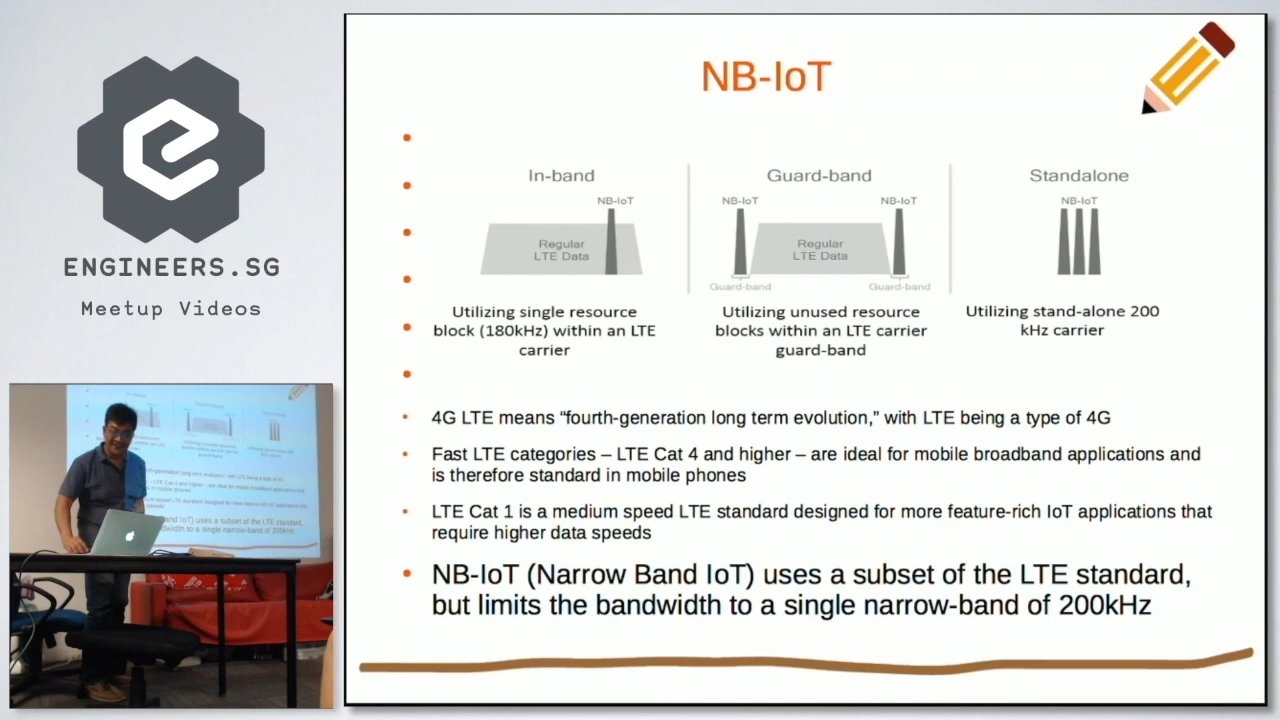 ENGINEERS.SG
Meetup Videos
NB-IoT
In-band
Guard-band
Standalone
NB-IoT
NB-IoT
NB-IoT
NB-IoT
Regular
LTE Data
Regular
LTE Data
Guard-band
Guard-band
Utilizing single resource
block (180kHz) within an LTE
carrier
Utilizing unused resource
blocks within an LTE carrier
guard-band
Utilizing stand-alone 200
kHz carrier
4G LTE means “fourth-generation long term evolution,” with LTE being a type of 4G
Fast LTE categories – LTE Cat 4 and higher – are ideal for mobile broadband applications and
is therefore standard in mobile phones
LTE Cat 1 is a medium speed LTE standard designed for more feature-rich IoT applications that
require higher data speeds
NB-IoT (Narrow Band IoT) uses a subset of the LTE standard,
but limits the bandwidth to a single narrow-band of 200kHz